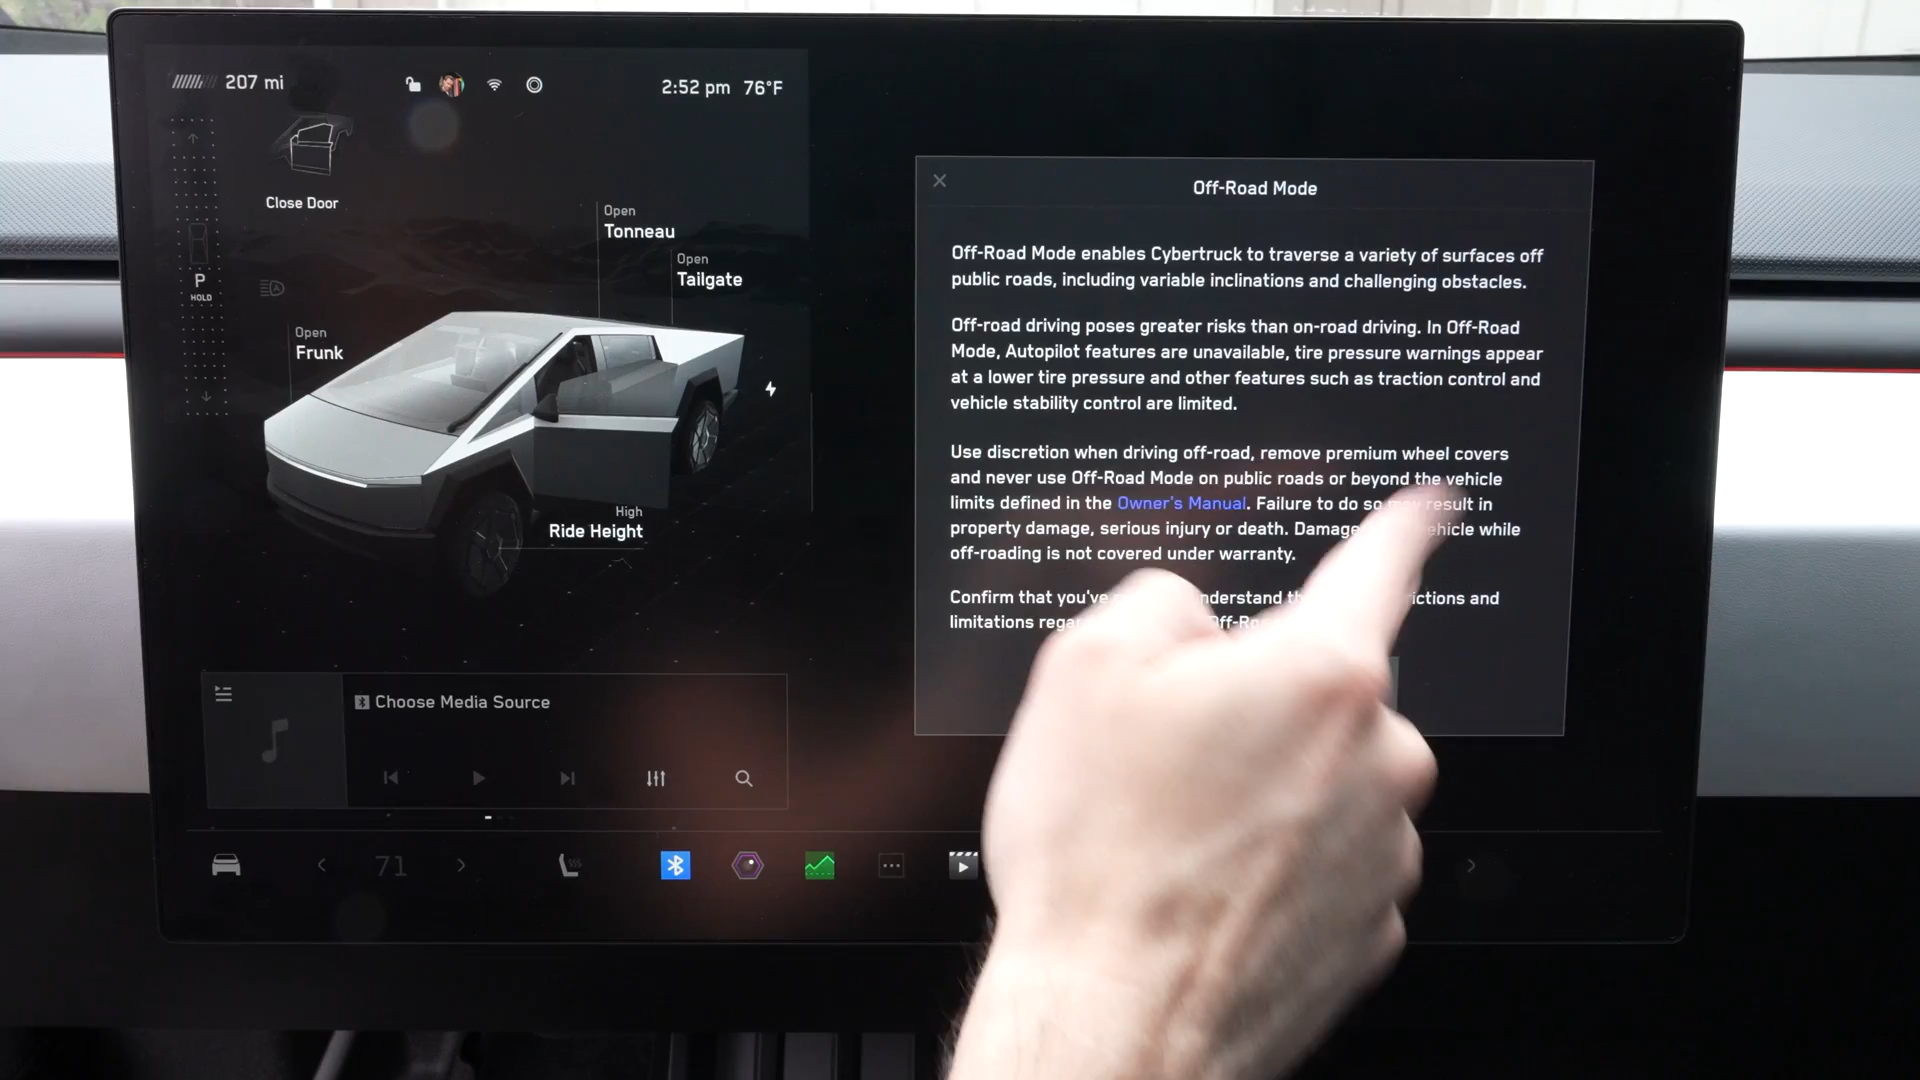 207 mi
2:52 pm 76°F
Close Door
Open
Tonneau
Open
Tailgate
P
HOLD
Open
Frunk
High
Ride Height
Choose Media Source
71
Off-Road Mode
Off-Road Mode enables Cybertruck to traverse a variety of surfaces off
public roads, including variable inclinations and challenging obstacles.
Off-road driving poses greater risks than on-road driving. In Off-Road
Mode, Autopilot features are unavailable, tire pressure warnings appear
at a lower tire pressure and other features such as traction control and
vehicle stability control are limited.
Use discretion when driving off-road, remove premium wheel covers
and never use Off-Road Mode on public roads or beyond the vehicle
limits defined in the Owner's Manual. Failure to do so may result in
property damage, serious injury or death. Damage vehicle while
off-roading is not covered under warranty.
Confirm that you've understand and
limitations